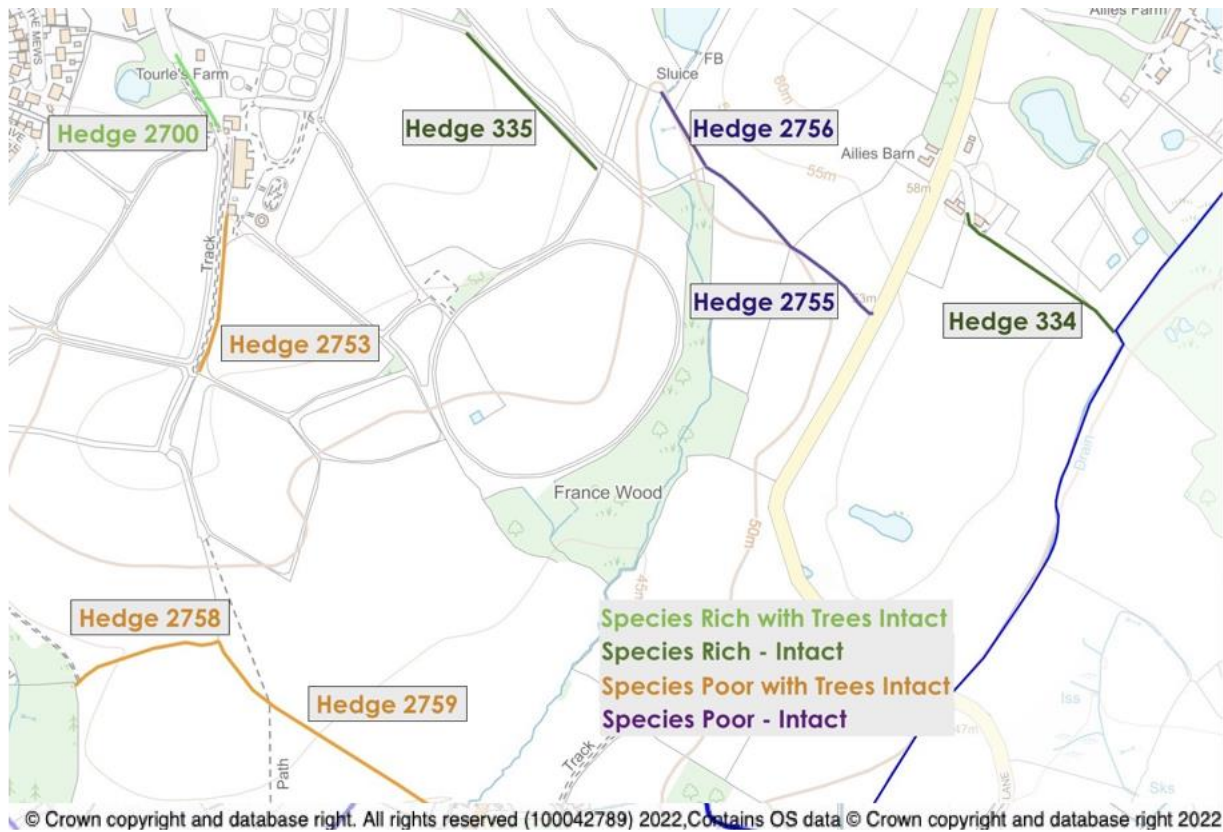 THE MEWS
Tourle's Farm
Hedge 2700
Hedge 335
Sluice
FB
Hedge 2756
60m
Ailies Farm
Ailies Barn
55m
58m
Track
Hedge 2755
53m
Hedge 334
Hedge 2753
Drain
France Wood
50m
45m
Hedge 2758
Species Rich with Trees Intact
Species Rich - Intact
Species Poor with Trees Intact
Species Poor - Intact
Iss
Hedge 2759
47m
Track
Path
LANE
Sks
© Crown copyright and database right. All rights reserved (100042789) 2022,Contains OS data © Crown copyright and database right 2022